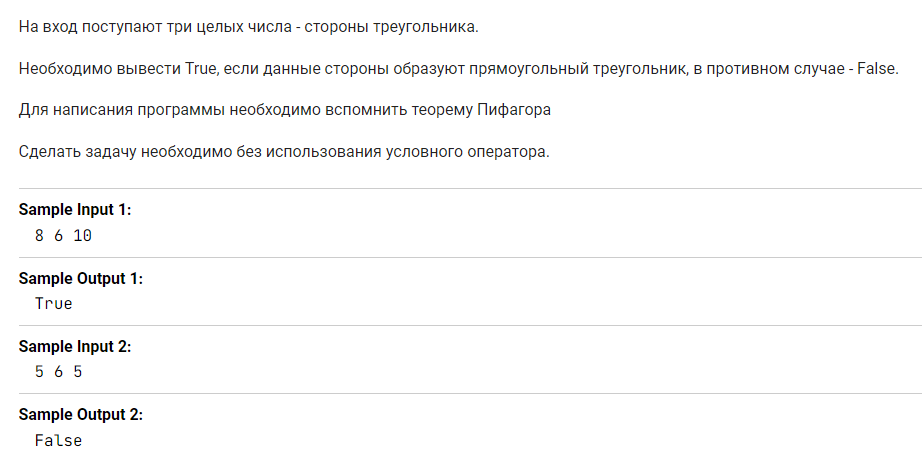 На вход поступают три целых числа - стороны треугольника.
Необходимо вывести True, если данные стороны образуют прямоугольный треугольник, в противном случае - False.
Для написания программы необходимо вспомнить теорему Пифагора
Сделать задачу необходимо без использования условного оператора.
Sample Input 1:
8 6 10
Sample Output 1:
True
Sample Input 2:
5 6 5
Sample Output 2:
False